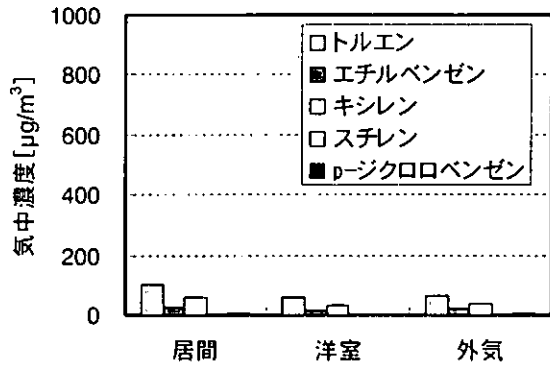 気中濃度[μg/m³]
1000
800
600
400
200
0
□トルエン
■エチルベンゼン
□キシレン
□スチレン
■p-ジクロロベンゼン
居間 洋室 外気